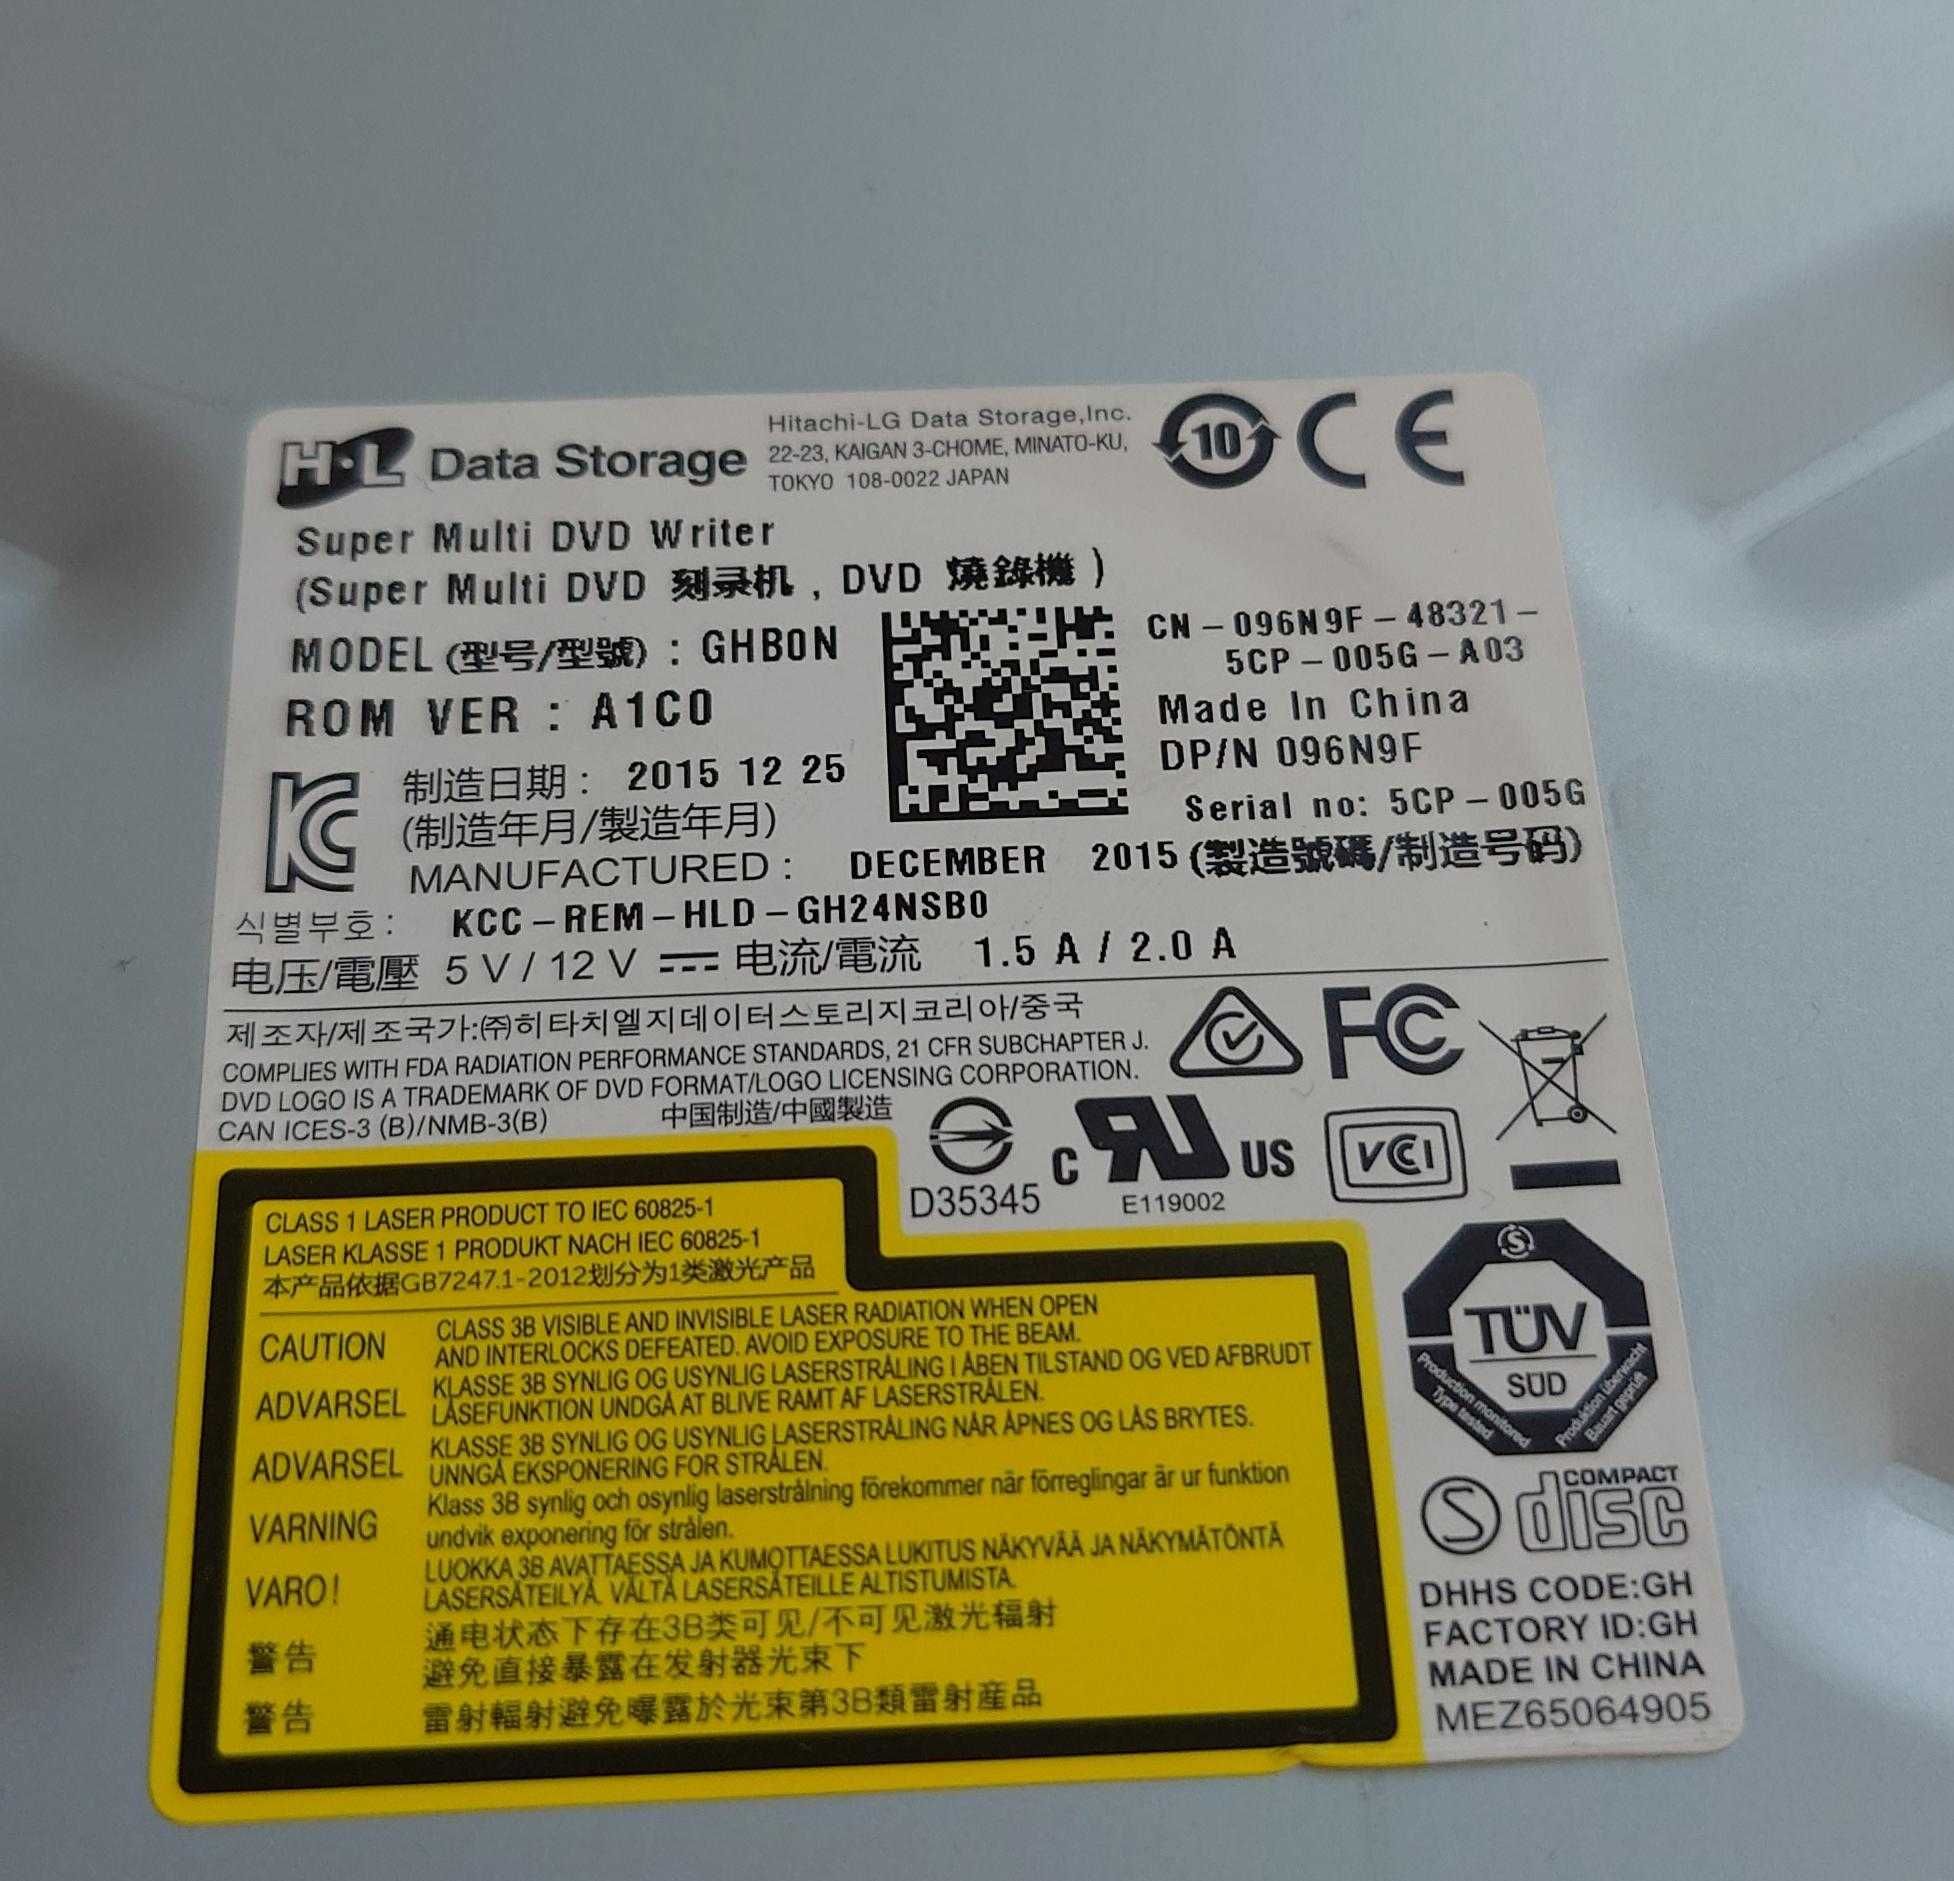 H·L Data Storage
Hitachi-LG Data Storage,Inc.
22-23, KAIGAN 3-CHOME, MINATO-KU,
TOKYO 108-0022 JAPAN
10
CE
Super Multi DVD Writer
(Super Multi DVD 刻录机 , DVD 燒錄機 )
MODEL (型号/型號) : GHB0N
ROM VER : A1C0
CN-096N9F-48321-
5CP-005G-A03
Made In China
DP/N 096N9F
Serial no: 5CP-005G
(製造號碼/制造号码)
制造日期 : 2015 12 25
(制造年月/製造年月)
MANUFACTURED : DECEMBER 2015
식별부호 : KCC-REM-HLD-GH24NSB0
电压/電壓 5 V / 12 V 电流/電流 1.5 A / 2.0 A
제조자/제조국가:㈜히타치엘지데이터스토리지코리아/중국
COMPLIES WITH FDA RADIATION PERFORMANCE STANDARDS, 21 CFR SUBCHAPTER J.
DVD LOGO IS A TRADEMARK OF DVD FORMAT/LOGO LICENSING CORPORATION.
CAN ICES-3 (B)/NMB-3(B) 中国制造/中國製造
FC
D35345
C RU US
E119002
VCI
CLASS 1 LASER PRODUCT TO IEC 60825-1
LASER KLASSE 1 PRODUKT NACH IEC 60825-1
本产品依据GB7247.1-2012划分为1类激光产品
CAUTION CLASS 3B VISIBLE AND INVISIBLE LASER RADIATION WHEN OPEN
AND INTERLOCKS DEFEATED. AVOID EXPOSURE TO THE BEAM.
ADVARSEL KLASSE 3B SYNLIG OG USYNLIG LASERSTRÅLING I ÅBEN TILSTAND OG VED AFBRUDT
LÅSEFUNKTION UNDGÅ AT BLIVE RAMT AF LASERSTRÅLEN.
ADVARSEL KLASSE 3B SYNLIG OG USYNLIG LASERSTRÅLING NÅR ÅPNES OG LÅS BRYTES.
UNNGÅ EKSPONERING FOR STRÅLEN.
VARNING Klass 3B synlig och osynlig laserstrålning förekommer när förreglingar är ur funktion
undvik exponering för strålen.
VARO! LUOKKA 3B AVATTAESSA JA KUMOTTAESSA LUKITUS NÄKYVÄÄ JA NÄKYMÄTÖNTÄ
LASERSÄTEILYÄ. VÄLTÄ LASERSÄTEILLE ALTISTUMISTA.
警告 通电状态下存在3B类可见/不可见激光辐射
避免直接暴露在发射器光束下
警告 雷射輻射避免曝露於光束第3B類雷射産品
TÜV
SÜD
Production monitored
Type tested
Produktion überwacht
Bauart geprüft
S
COMPACT
disc
DHHS CODE:GH
FACTORY ID:GH
MADE IN CHINA
MEZ65064905